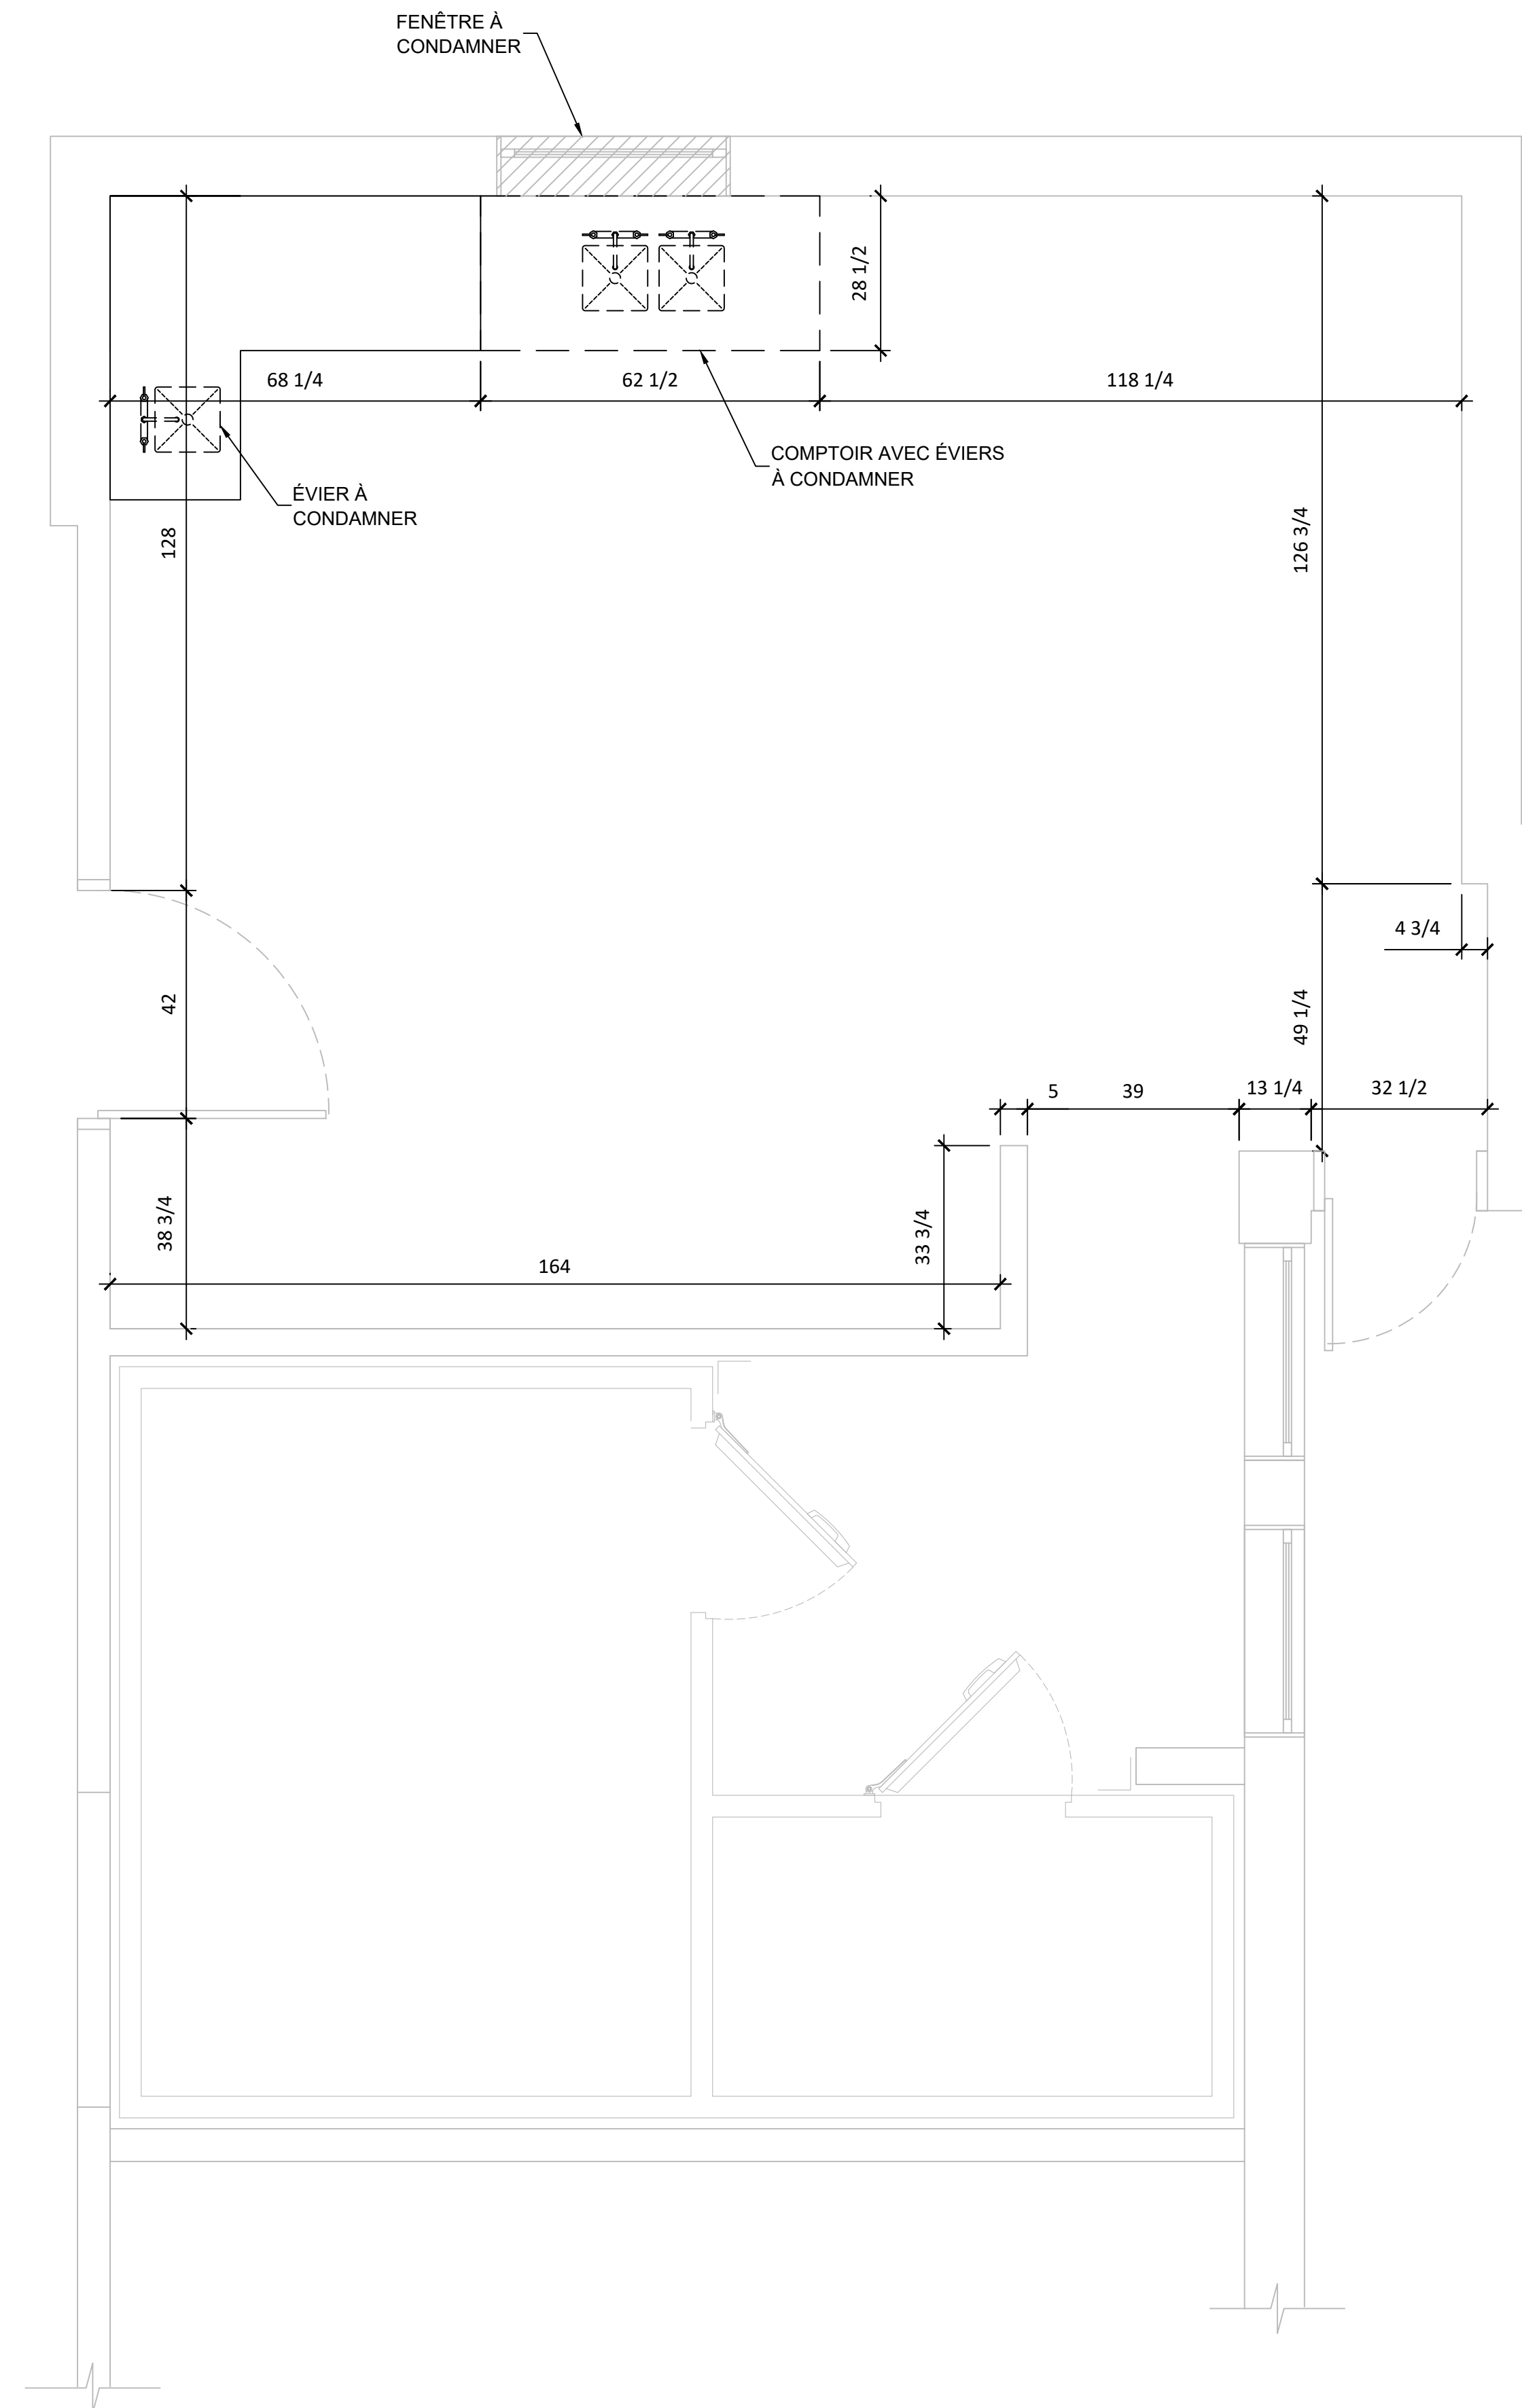 FENÊTRE À
CONDAMNER
28 1/2
68 1/4
62 1/2
118 1/4
COMPTOIR AVEC ÉVIERS
À CONDAMNER
ÉVIER À
CONDAMNER
128
126 3/4
4 3/4
42
49 1/4
5
39
13 1/4
32 1/2
38 3/4
33 3/4
164